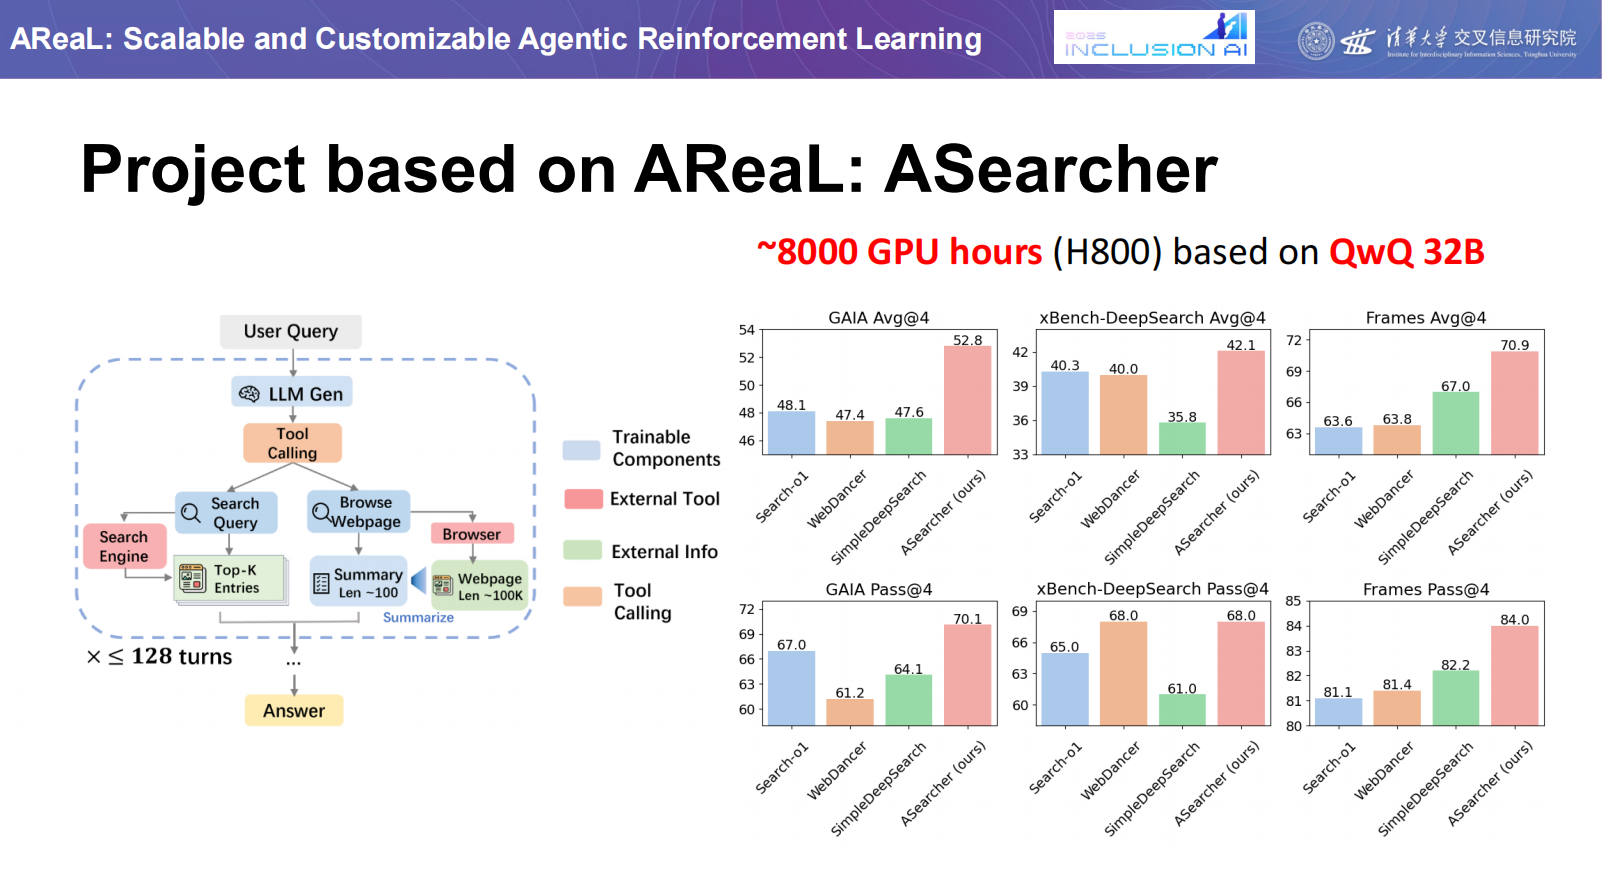 AReaL: Scalable and Customizable Agentic Reinforcement Learning
2025
INCLUSION AI
清华大学 交叉信息研究院
Institute for Interdisciplinary Information Sciences, Tsinghua University
Project based on AReaL: ASearcher
~8000 GPU hours (H800) based on QwQ 32B
User Query
LLM Gen
Tool
Calling
Search
Query
Browse
Webpage
Search
Engine
Browser
Top-K
Entries
Summary
Len ~100
Webpage
Len ~100K
Summarize
× ≤ 128 turns
...
Answer
Trainable
Components
External Tool
External Info
Tool
Calling
GAIA Avg@4
54
52
50
48
46
48.1
47.4
47.6
52.8
Search-o1
WebDancer
SimpleDeepSearch
ASearcher (ours)
xBench-DeepSearch Avg@4
42
39
36
33
40.3
40.0
35.8
42.1
Search-o1
WebDancer
SimpleDeepSearch
ASearcher (ours)
Frames Avg@4
72
69
66
63
63.6
63.8
67.0
70.9
Search-o1
WebDancer
SimpleDeepSearch
ASearcher (ours)
GAIA Pass@4
72
69
66
63
60
67.0
61.2
64.1
70.1
Search-o1
WebDancer
SimpleDeepSearch
ASearcher (ours)
xBench-DeepSearch Pass@4
69
66
63
60
65.0
68.0
61.0
68.0
Search-o1
WebDancer
SimpleDeepSearch
ASearcher (ours)
Frames Pass@4
85
84
83
82
81
80
81.1
81.4
82.2
84.0
Search-o1
WebDancer
SimpleDeepSearch
ASearcher (ours)